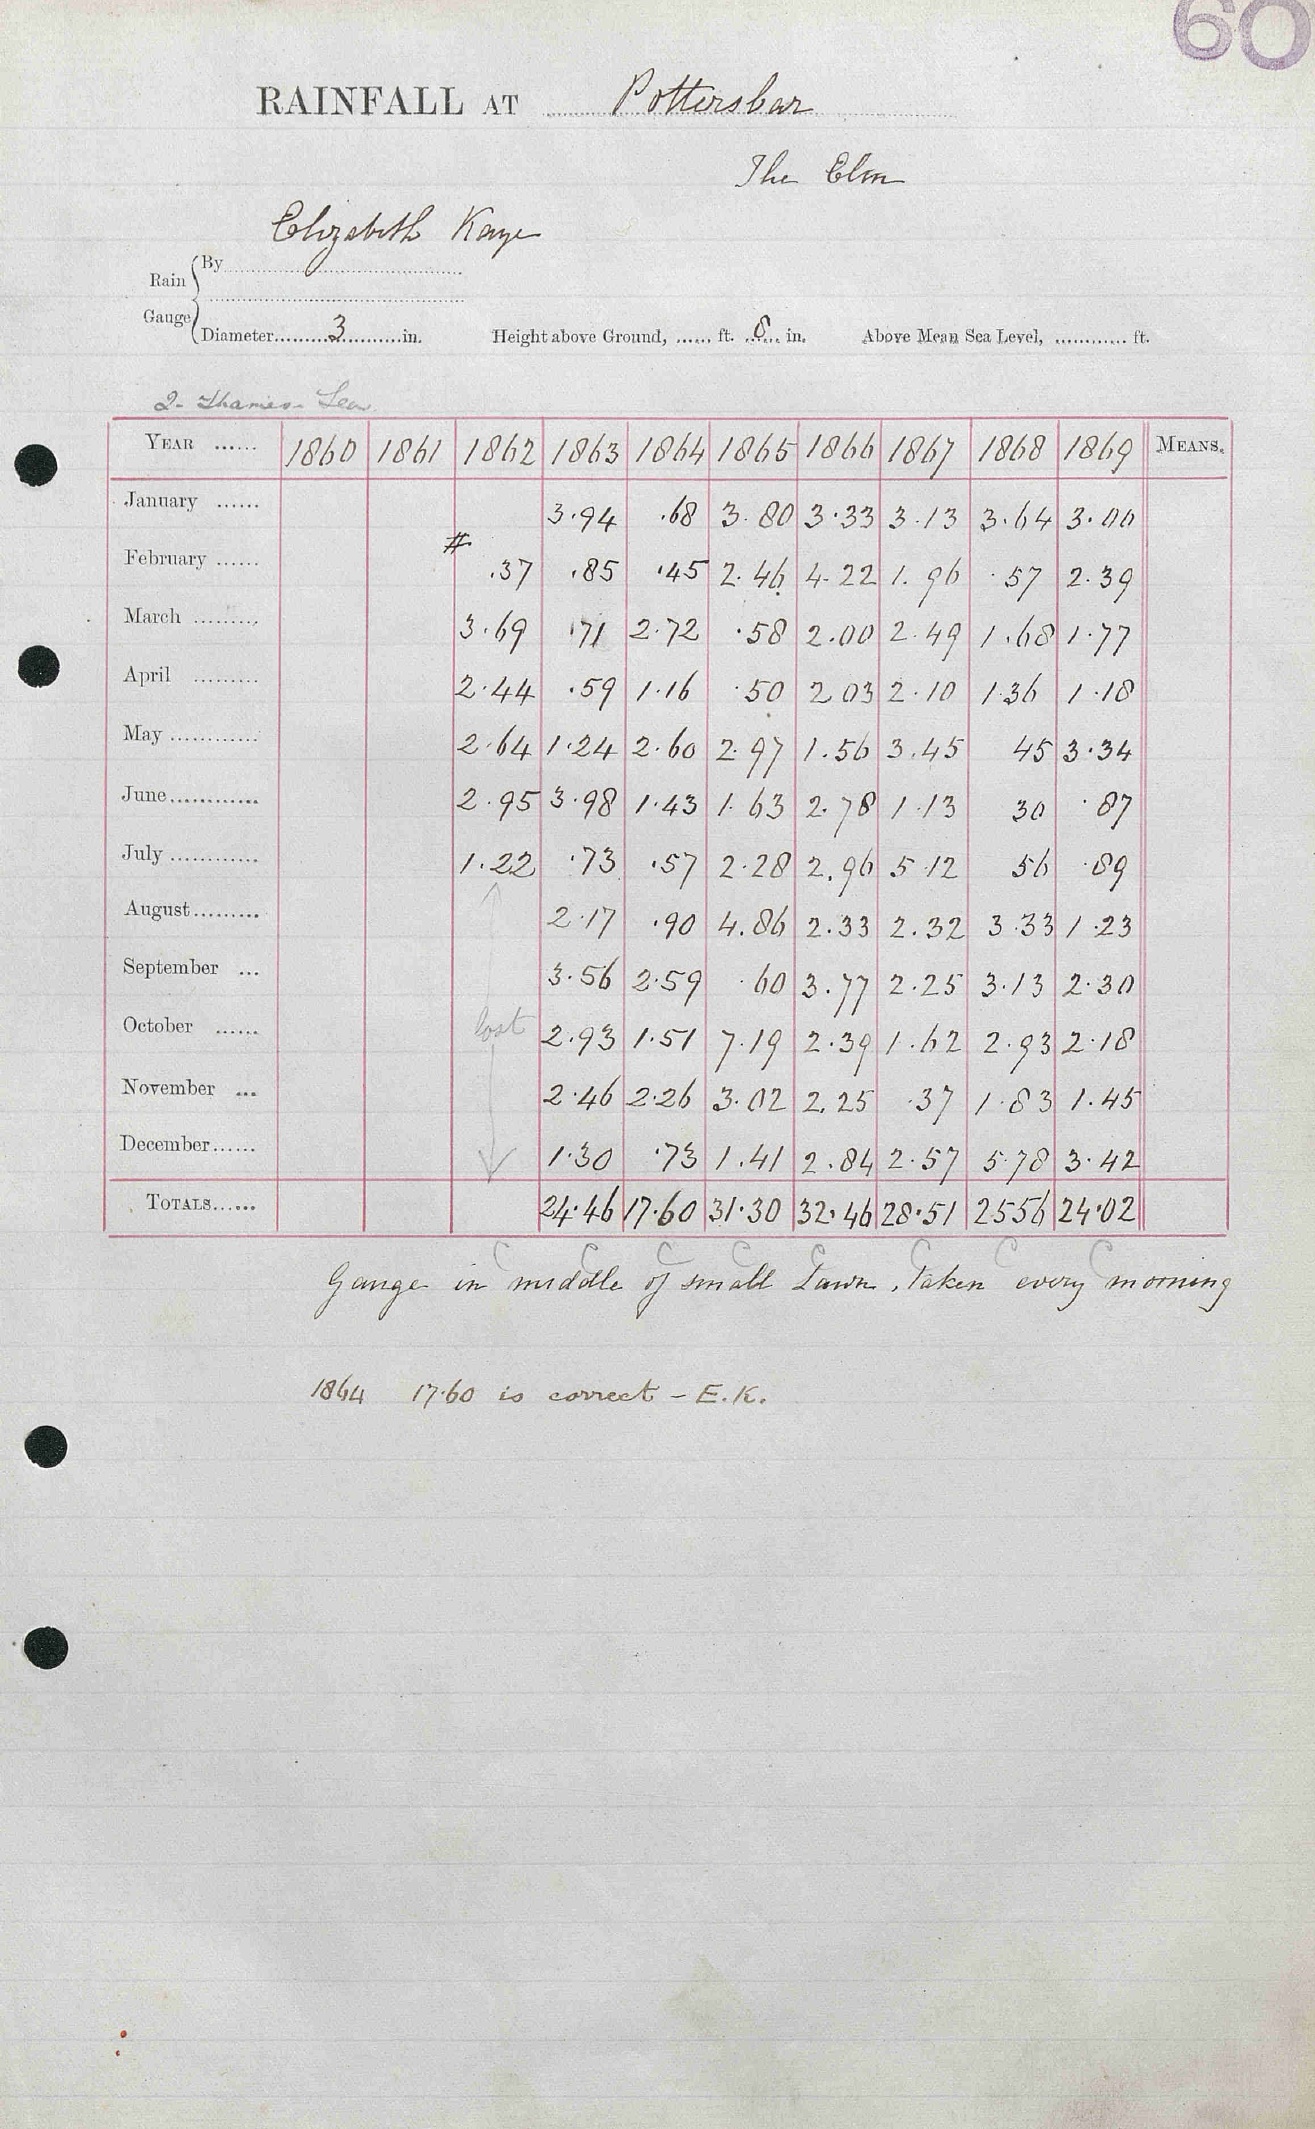 60
RAINFALL AT Pottersbar
The Elm
Elizabeth Kaye
Rain Gauge { By
Diameter 3 in. Height above Ground, ...... ft. 8 in. Above Mean Sea Level, ............ ft.
2- Thames- Lea
YEAR ...... 1860 1861 1862 1863 1864 1865 1866 1867 1868 1869 MEANS.
January ...... 3.94 .68 3.80 3.33 3.13 3.64 3.00
#
February ...... .37 .85 .45 2.46 4.22 1.96 .57 2.39
March ......... 3.69 .71 2.72 .58 2.00 2.49 1.68 1.77
April ......... 2.44 .59 1.16 .50 2 03 2.10 1.36 1.18
May ............ 2.64 1.24 2.60 2.97 1.56 3.45 45 3.34
June............ 2.95 3.98 1.43 1.63 2.78 1.13 30 .87
July ............ 1.22 .73 .57 2.28 2.96 5.12 56 .89
August......... 2.17 .90 4.86 2.33 2.32 3.33 1.23
September ... 3.56 2.59 .60 3.77 2.25 3.13 2.30
October ...... lost 2.93 1.51 7.19 2.39 1.62 2.93 2.18
November ... 2.46 2.26 3.02 2.25 .37 1.83 1.45
December...... 1.30 .73 1.41 2.84 2.57 5.78 3.42
TOTALS...... 24.46 17.60 31.30 32.46 28.51 25 56 24.02
C C C C C C C C
Gauge in middle of small Lawn, Taken every morning
1864 17.60 is correct - E.K.